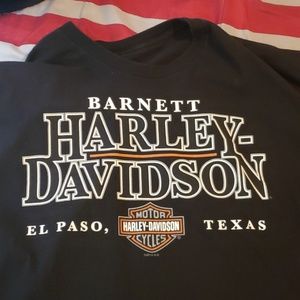 BARNETT
HARLEY-
DAVIDSON
EL PASO, TEXAS
MOTOR
HARLEY-DAVIDSON
CYCLES